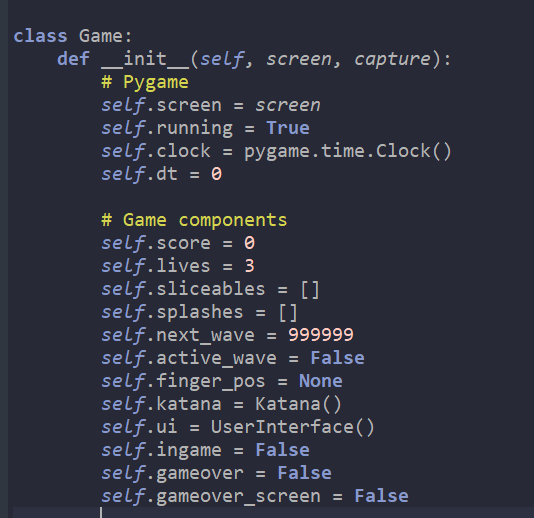 class Game:
    def __init__(self, screen, capture):
        # Pygame
        self.screen = screen
        self.running = True
        self.clock = pygame.time.Clock()
        self.dt = 0

        # Game components
        self.score = 0
        self.lives = 3
        self.sliceables = []
        self.splashes = []
        self.next_wave = 999999
        self.active_wave = False
        self.finger_pos = None
        self.katana = Katana()
        self.ui = UserInterface()
        self.ingame = False
        self.gameover = False
        self.gameover_screen = False